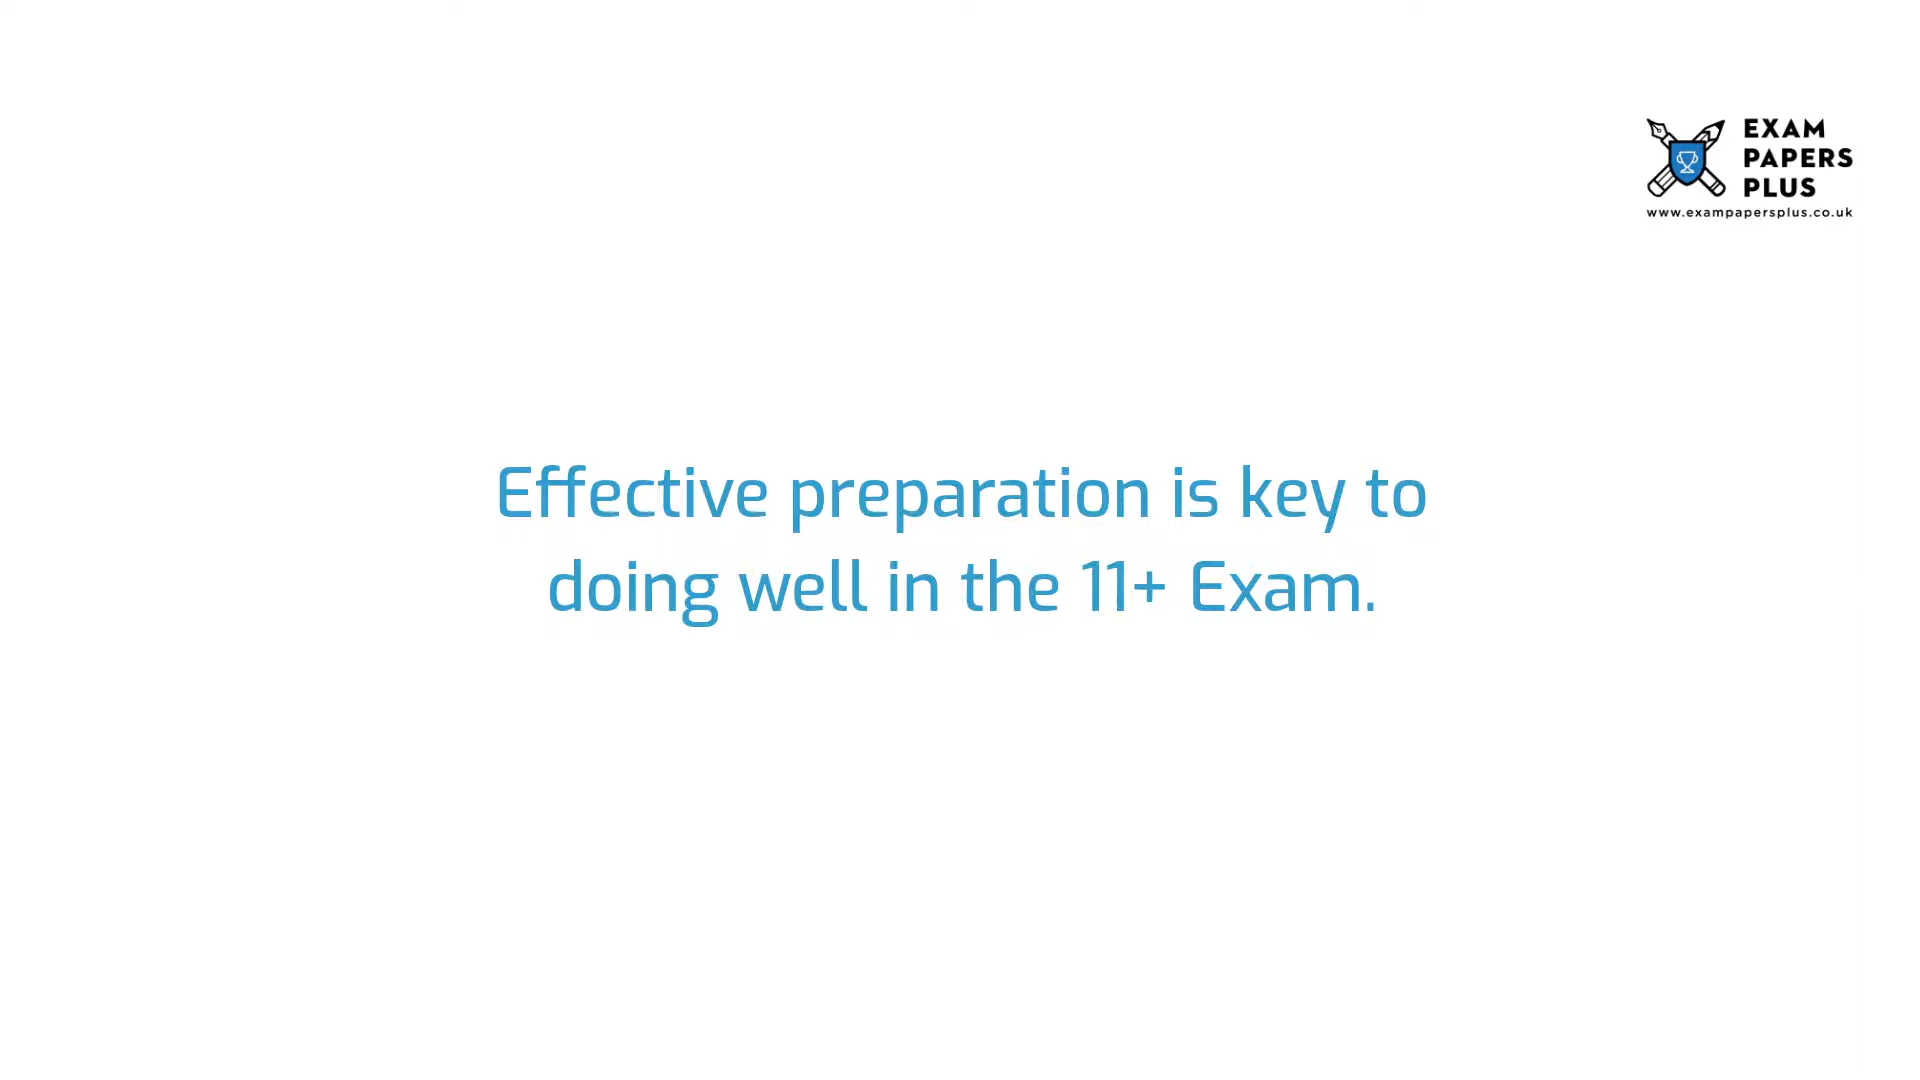 EXAM
PAPERS
PLUS
www.exampapersplus.co.uk
Effective preparation is key to
doing well in the 11+ Exam.